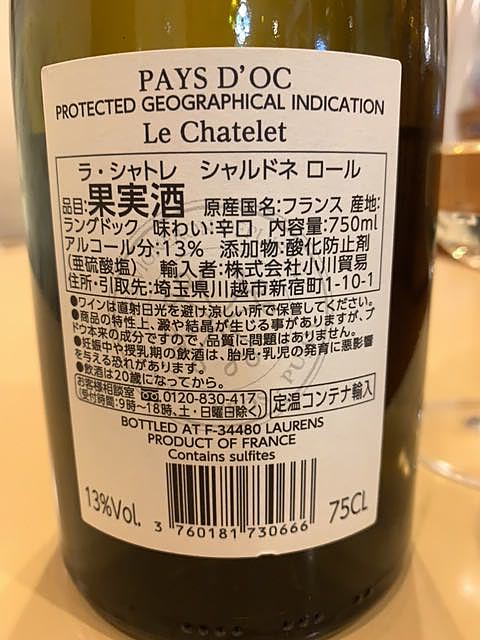 PAYS D'OC
PROTECTED GEOGRAPHICAL INDICATION
Le Chatelet
ラ・シャトレ シャルドネ ロール
品目:果実酒 原産国名:フランス 産地:
ラングドック 味わい:辛口 内容量:750ml
アルコール分:13% 添加物:酸化防止剤
(亜硫酸塩) 輸入者:株式会社小川貿易
住所・引取先:埼玉県川越市新宿町1-10-1
●ワインは直射日光を避け涼しい所で保管してください。
●商品の特性上、滓や結晶が生じる事がありますが、ブ
ドウ本来の成分ですので、品質に問題はありません。
●妊娠中や授乳期の飲酒は、胎児・乳児の発育に悪影響
を与える恐れがあります。
●飲酒は20歳になってから。
お客様相談室 0120-830-417
(受付時間:9時~18時、土・日曜日除く)
定温コンテナ輸入
BOTTLED AT F-34480 LAURENS
PRODUCT OF FRANCE
Contains sulfites
13%Vol.
3 760181 730666
75CL